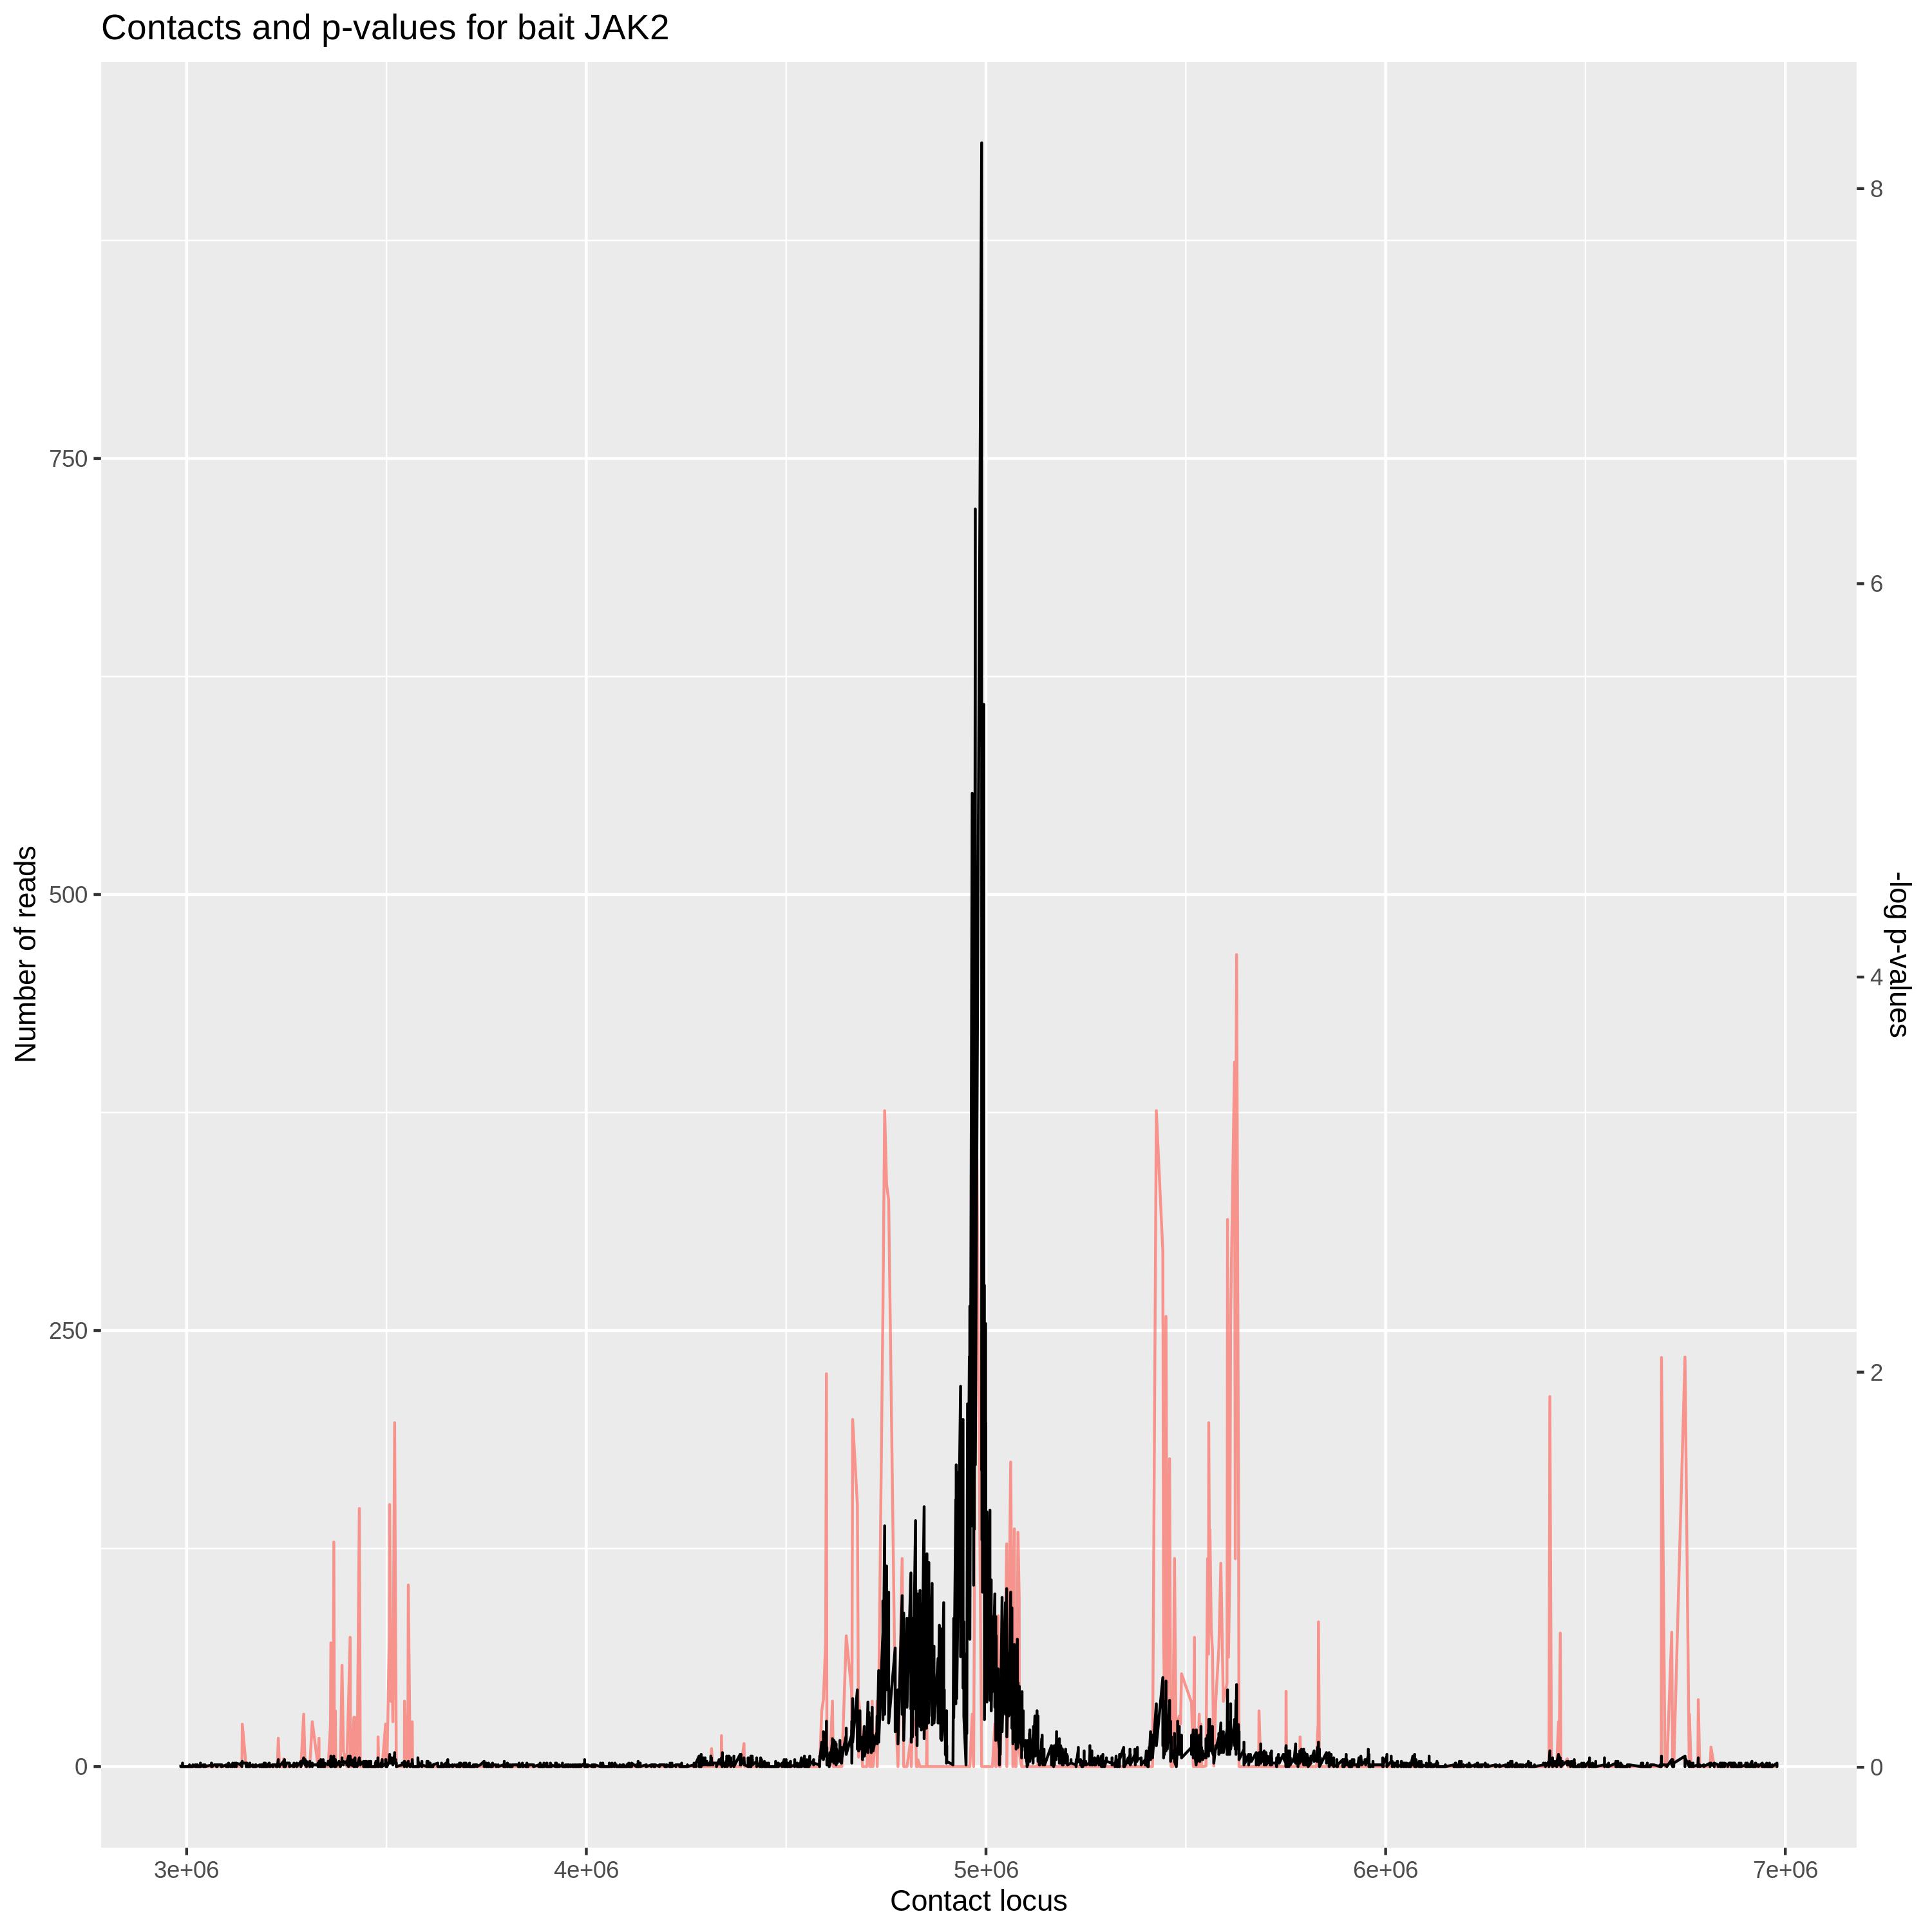 Contacts and p-values for bait JAK2
Number of reads
750
500
250
0
8
6
4
2
0
-log p-values
3e+06
4e+06
5e+06
6e+06
7e+06
Contact locus